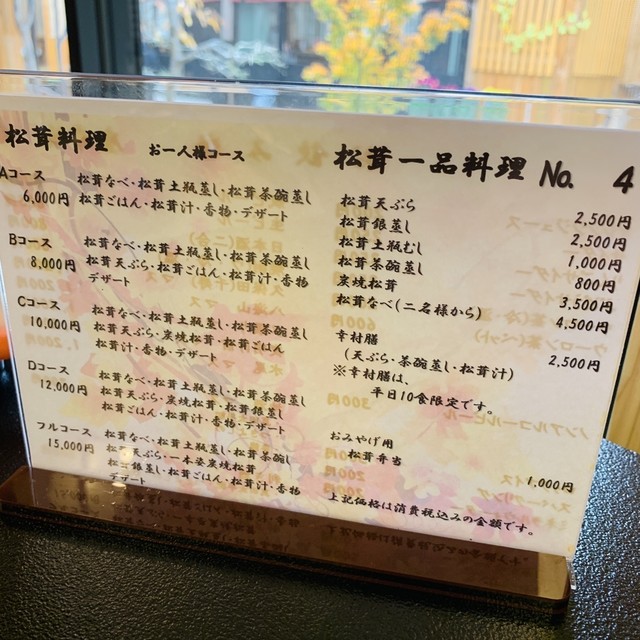 松茸料理 お一人様コース
Aコース 松茸なべ・松茸土瓶蒸し・松茸茶碗蒸し
6,000円 松茸ごはん・松茸汁・香物・デザート
Bコース 松茸なべ・松茸土瓶蒸し・松茸茶碗蒸し
8,000円 松茸天ぷら・松茸ごはん・松茸汁・香物
デザート
Cコース 松茸なべ・松茸土瓶蒸し・松茸茶碗蒸し
10,000円 松茸天ぷら・炭焼松茸・松茸ごはん
松茸汁・香物・デザート
Dコース 松茸なべ・松茸土瓶蒸し・松茸茶碗蒸し
12,000円 松茸天ぷら・炭焼松茸・松茸銀蒸し
松茸ごはん・松茸汁・香物・デザート
フルコース 松茸なべ・松茸土瓶蒸し・松茸茶碗し
15,000円 松茸天ぷら・一本姿炭焼松茸
松茸銀蒸し・松茸ごはん・松茸汁・香物
デザート
松茸一品料理 No. 4
松茸天ぷら 2,500円
松茸銀蒸し 2,500円
松茸土瓶むし 1,000円
松茸茶碗蒸し 800円
炭焼松茸 3,500円
松茸なべ(二名様から) 4,500円
幸村膳 2,500円
(天ぷら・茶碗蒸し・松茸汁)
※幸村膳は、
平日10食限定です。
おみやげ用
松茸弁当 1,000円
上記価格は消費税込みの金額です。